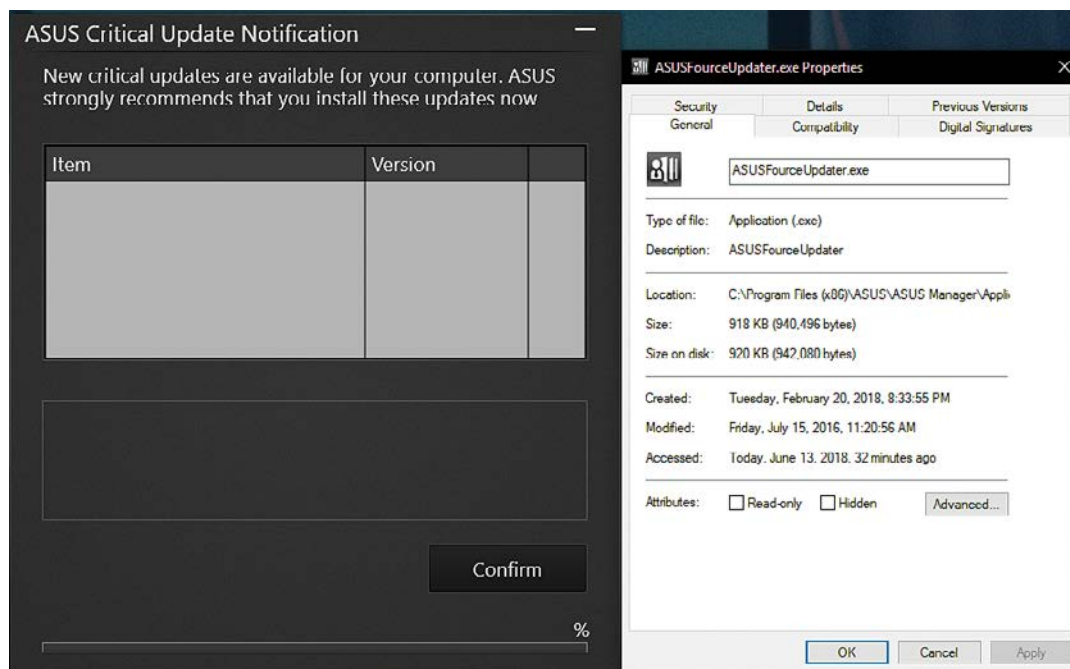 ASUS Critical Update Notification
New critical updates are available for your computer. ASUS
strongly recommends that you install these updates now
Item Version
Confirm
%
ASUSFourceUpdater.exe Properties
Security Details Previous Versions
General Compatibility Digital Signatures
ASUSFourceUpdater.exe
Type of file: Application (.exe)
Description: ASUSFourceUpdater
Location: C:\Program Files (x86)\ASUS\ASUS Manager\Appli
Size: 918 KB (940,496 bytes)
Size on disk: 920 KB (942,080 bytes)
Created: Tuesday, February 20, 2018, 8:33:55 PM
Modified: Friday, July 15, 2016, 11:20:56 AM
Accessed: Today, June 13, 2018, 32 minutes ago
Attributes: Read-only Hidden Advanced...
OK Cancel Apply